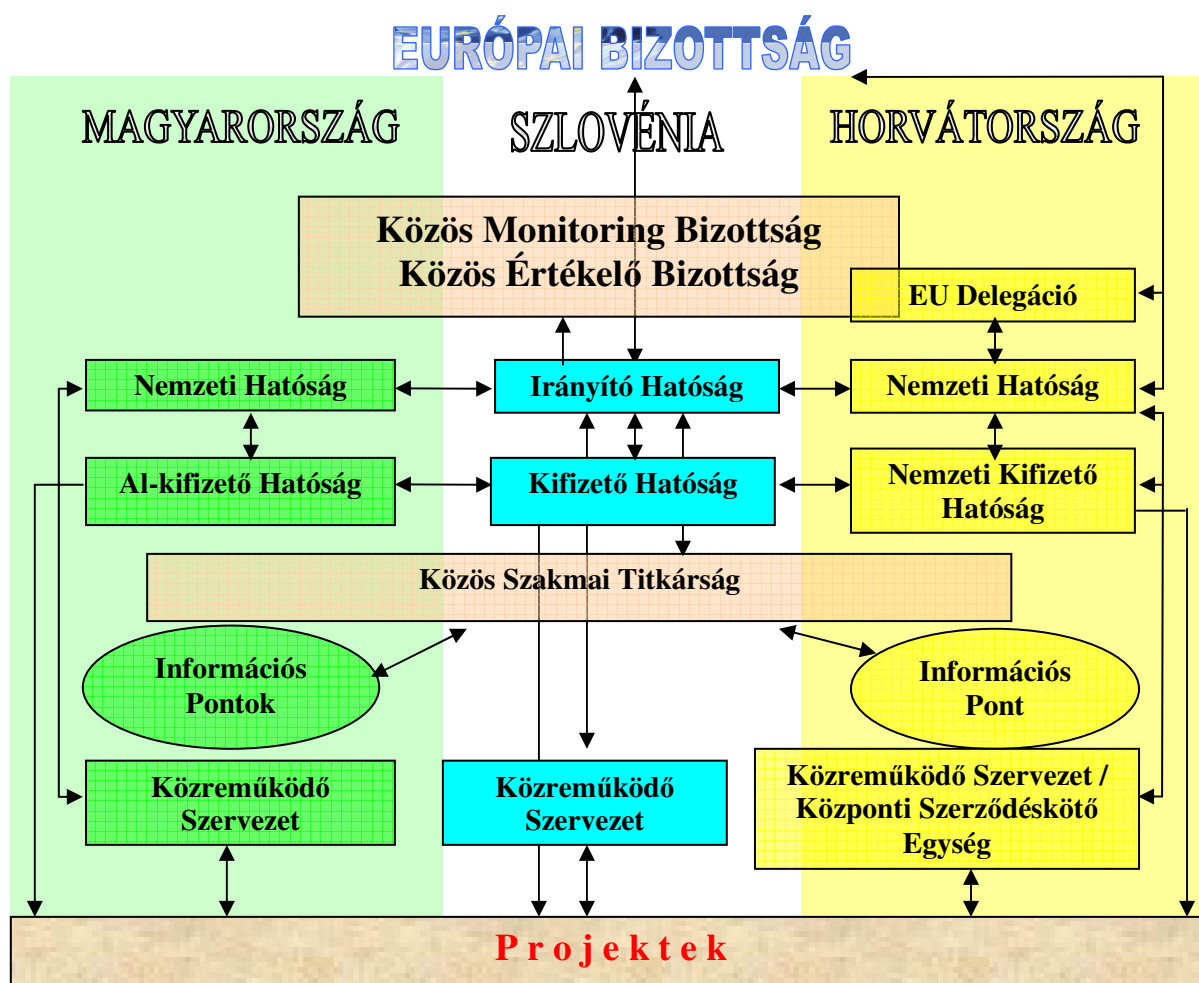 EURÓPAI BIZOTTSÁG
MAGYARORSZÁG
SZLOVÉNIA
HORVÁTORSZÁG
Közös Monitoring Bizottság
Közös Értékelő Bizottság
EU Delegáció
Nemzeti Hatóság
Irányító Hatóság
Nemzeti Hatóság
Al-kifizető Hatóság
Kifizető Hatóság
Nemzeti Kifizető
Hatóság
Közös Szakmai Titkárság
Információs
Pontok
Információs
Pont
Közreműködő
Szervezet
Közreműködő
Szervezet
Közreműködő Szervezet /
Központi Szerződéskötő
Egység
Projektek